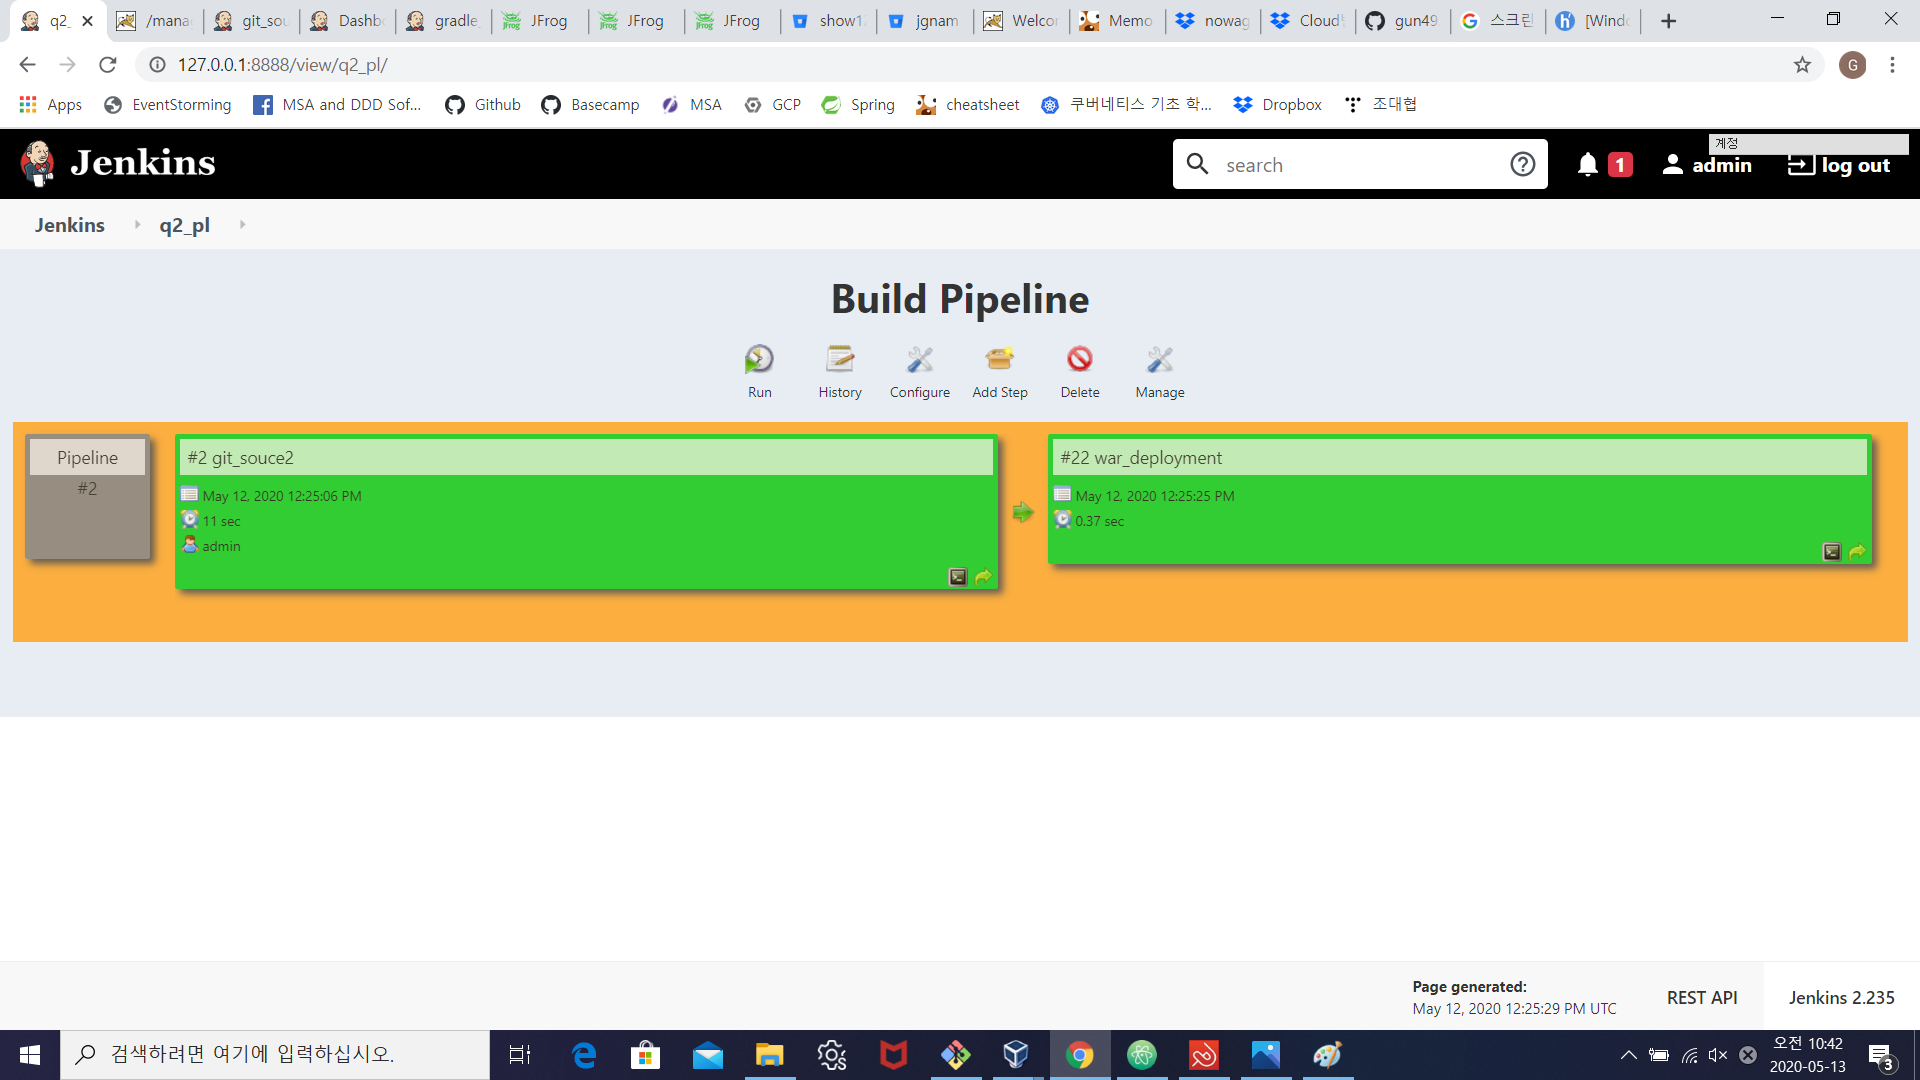 q2_
/mana
git_sou
Dashb
gradle_
JFrog
JFrog
JFrog
show1
jgnam
Welcor
Memo
nowag
Cloud
gun49
스크린
[Wind
127.0.0.1:8888/view/q2_pl/
G
Apps
EventStorming
MSA and DDD Sof...
Github
Basecamp
MSA
GCP
Spring
cheatsheet
쿠버네티스 기초 학...
Dropbox
조대협
Jenkins
search
1
admin
계정
log out
Jenkins
q2_pl
Build Pipeline
Run
History
Configure
Add Step
Delete
Manage
Pipeline
#2
#2 git_souce2
May 12, 2020 12:25:06 PM
11 sec
admin
#22 war_deployment
May 12, 2020 12:25:25 PM
0.37 sec
Page generated:
May 12, 2020 12:25:29 PM UTC
REST API
Jenkins 2.235
검색하려면 여기에 입력하십시오.
오전 10:42
2020-05-13
3